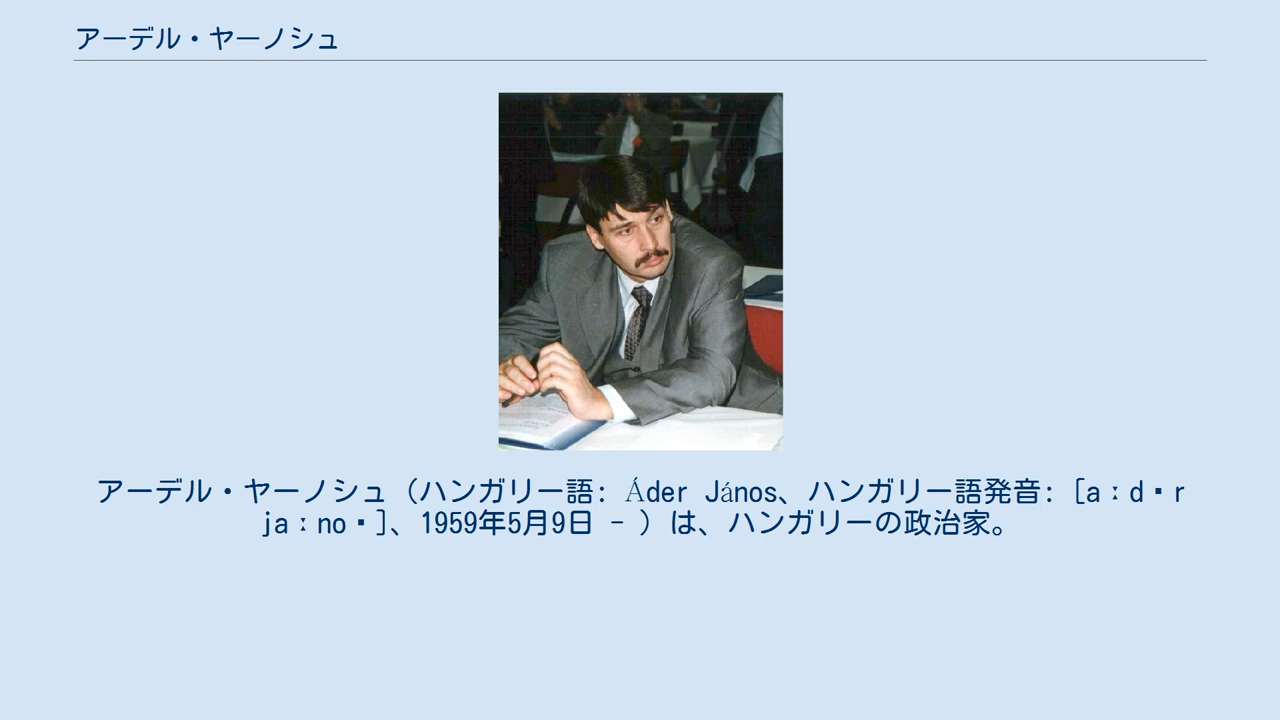 アーデル・ヤーノシュ
アーデル・ヤーノシュ（ハンガリー語: Áder János、ハンガリー語発音: [aːd▪r
jaːno▪]、1959年5月9日 - ）は、ハンガリーの政治家。